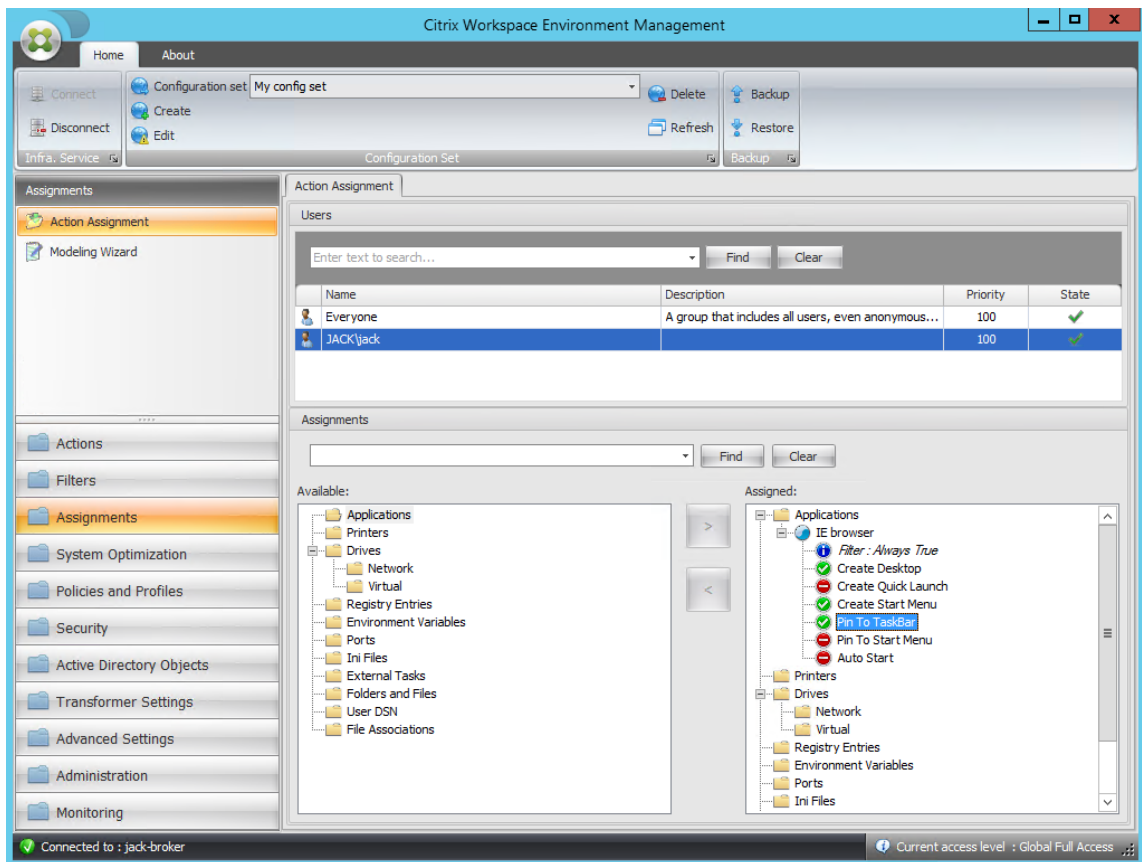 Citrix Workspace Environment Management
Home About
Connect
Disconnect
Infra. Service
Configuration set My config set
Create
Edit
Delete
Refresh
Configuration Set
Backup
Restore
Backup
Assignments
Action Assignment
Modeling Wizard
Actions
Filters
Assignments
System Optimization
Policies and Profiles
Security
Active Directory Objects
Transformer Settings
Advanced Settings
Administration
Monitoring
Action Assignment
Users
Enter text to search... Find Clear
Name Description Priority State
Everyone A group that includes all users, even anonymous... 100
JACK\jack 100
Assignments
Find Clear
Available:
Applications
Printers
Drives
Network
Virtual
Registry Entries
Environment Variables
Ports
Ini Files
External Tasks
Folders and Files
User DSN
File Associations
>
<
Assigned:
Applications
IE browser
Filter : Always True
Create Desktop
Create Quick Launch
Create Start Menu
Pin To TaskBar
Pin To Start Menu
Auto Start
Printers
Drives
Network
Virtual
Registry Entries
Environment Variables
Ports
Ini Files
Connected to : jack-broker
Current access level : Global Full Access